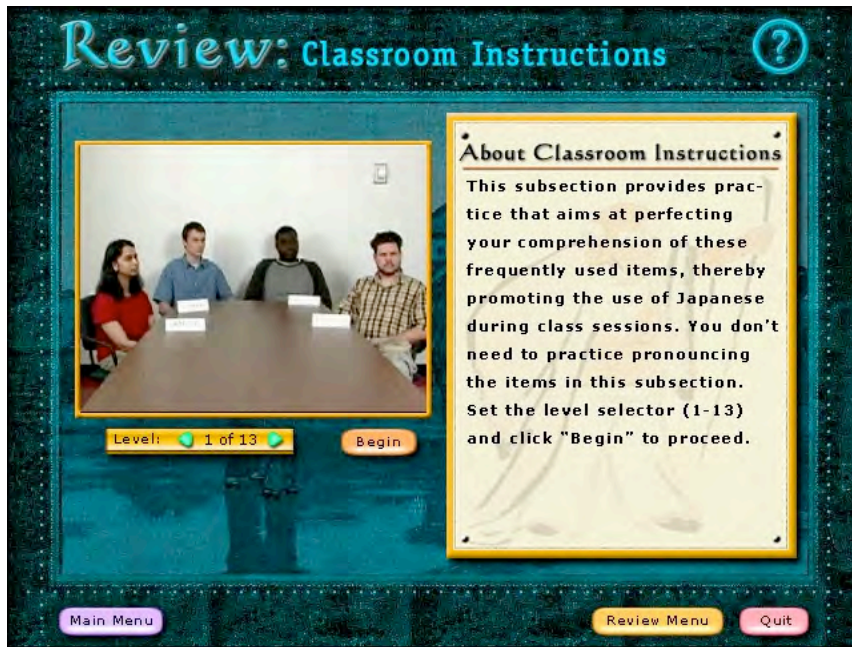 Review: Classroom Instructions
?
About Classroom Instructions
This subsection provides prac-
tice that aims at perfecting
your comprehension of these
frequently used items, thereby
promoting the use of Japanese
during class sessions. You don't
need to practice pronouncing
the items in this subsection.
Set the level selector (1-13)
and click "Begin" to proceed.
Level: 1 of 13
Begin
Main Menu
Review Menu
Quit